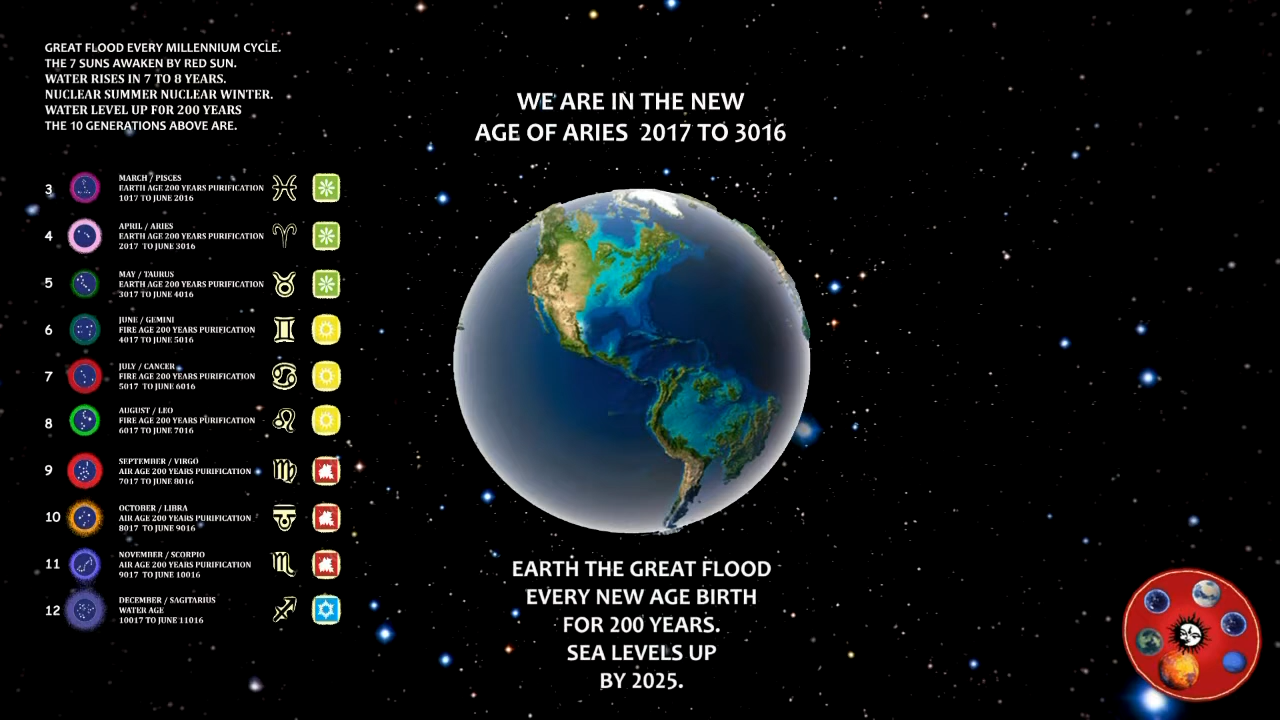 GREAT FLOOD EVERY MILLENNIUM CYCLE.
THE 7 SUNS AWAKEN BY RED SUN.
WATER RISES IN 7 TO 8 YEARS.
NUCLEAR SUMMER NUCLEAR WINTER.
WATER LEVEL UP FOR 200 YEARS
THE 10 GENERATIONS ABOVE ARE.
WE ARE IN THE NEW
AGE OF ARIES 2017 TO 3016
3
MARCH / PISCES
EARTH AGE 200 YEARS PURIFICATION
1017 TO JUNE 2016
4
APRIL / ARIES
EARTH AGE 200 YEARS PURIFICATION
2017 TO JUNE 3016
5
MAY / TAURUS
EARTH AGE 200 YEARS PURIFICATION
3017 TO JUNE 4016
6
JUNE / GEMINI
FIRE AGE 200 YEARS PURIFICATION
4017 TO JUNE 5016
7
JULY / CANCER
FIRE AGE 200 YEARS PURIFICATION
5017 TO JUNE 6016
8
AUGUST / LEO
FIRE AGE 200 YEARS PURIFICATION
6017 TO JUNE 7016
9
SEPTEMBER / VIRGO
AIR AGE 200 YEARS PURIFICATION
7017 TO JUNE 8016
10
OCTOBER / LIBRA
AIR AGE 200 YEARS PURIFICATION
8017 TO JUNE 9016
11
NOVEMBER / SCORPIO
AIR AGE 200 YEARS PURIFICATION
9017 TO JUNE 10016
12
DECEMBER / SAGITARIUS
WATER AGE
10017 TO JUNE 11016
EARTH THE GREAT FLOOD
EVERY NEW AGE BIRTH
FOR 200 YEARS.
SEA LEVELS UP
BY 2025.